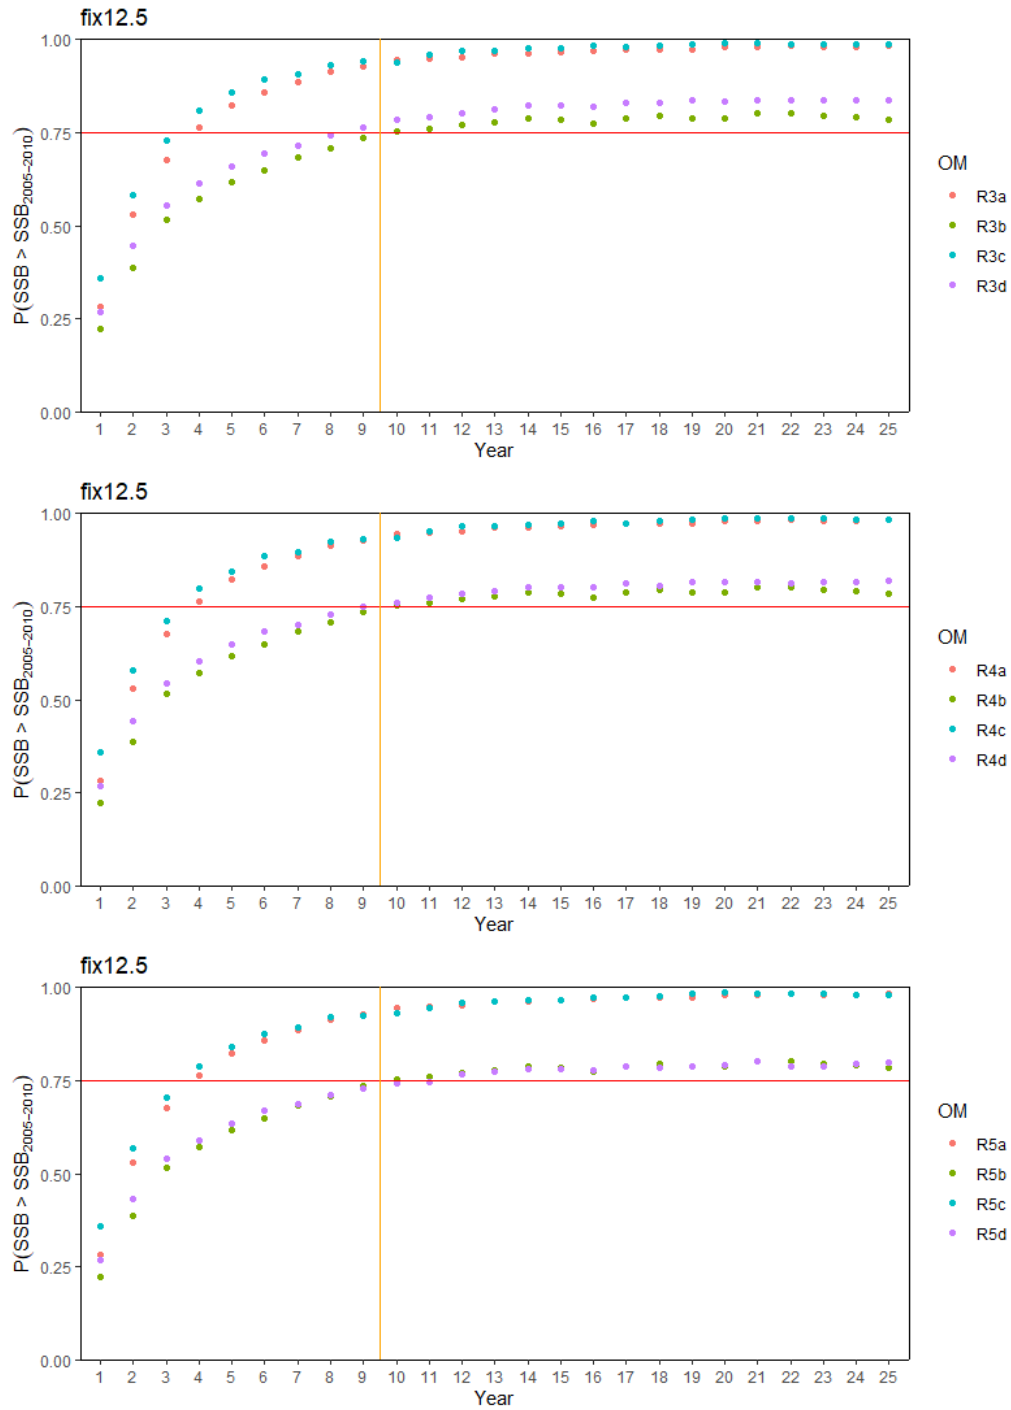 fix12.5
P(SSB > SSB2005−2010)
1.00
0.75
0.50
0.25
0.00
1 2 3 4 5 6 7 8 9 10 11 12 13 14 15 16 17 18 19 20 21 22 23 24 25
Year
OM
R3a
R3b
R3c
R3d
fix12.5
P(SSB > SSB2005−2010)
1.00
0.75
0.50
0.25
0.00
1 2 3 4 5 6 7 8 9 10 11 12 13 14 15 16 17 18 19 20 21 22 23 24 25
Year
OM
R4a
R4b
R4c
R4d
fix12.5
P(SSB > SSB2005−2010)
1.00
0.75
0.50
0.25
0.00
1 2 3 4 5 6 7 8 9 10 11 12 13 14 15 16 17 18 19 20 21 22 23 24 25
Year
OM
R5a
R5b
R5c
R5d